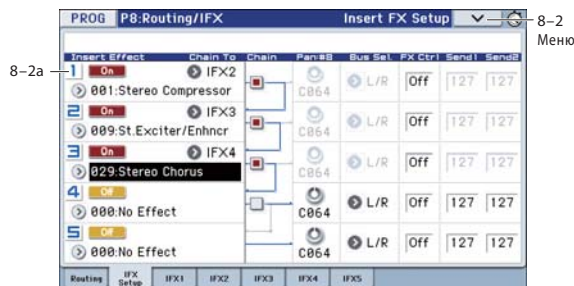 PROG P8:Routing/IFX Insert FX Setup
8–2
Меню
Insert Effect Chain To Chain Pan:#8 Bus Sel. FX Ctrl Send1 Send2
8–2a
1 On IFX2
001:Stereo Compressor C064 L/R Off 127 127
2 On IFX3
009:St.Exciter/Enhncr C064 L/R Off 127 127
3 On IFX4
029:Stereo Chorus C064 L/R Off 127 127
4 Off
000:No Effect C064 L/R Off 127 127
5 Off
000:No Effect C064 L/R Off 127 127
Routing IFX Setup IFX1 IFX2 IFX3 IFX4 IFX5